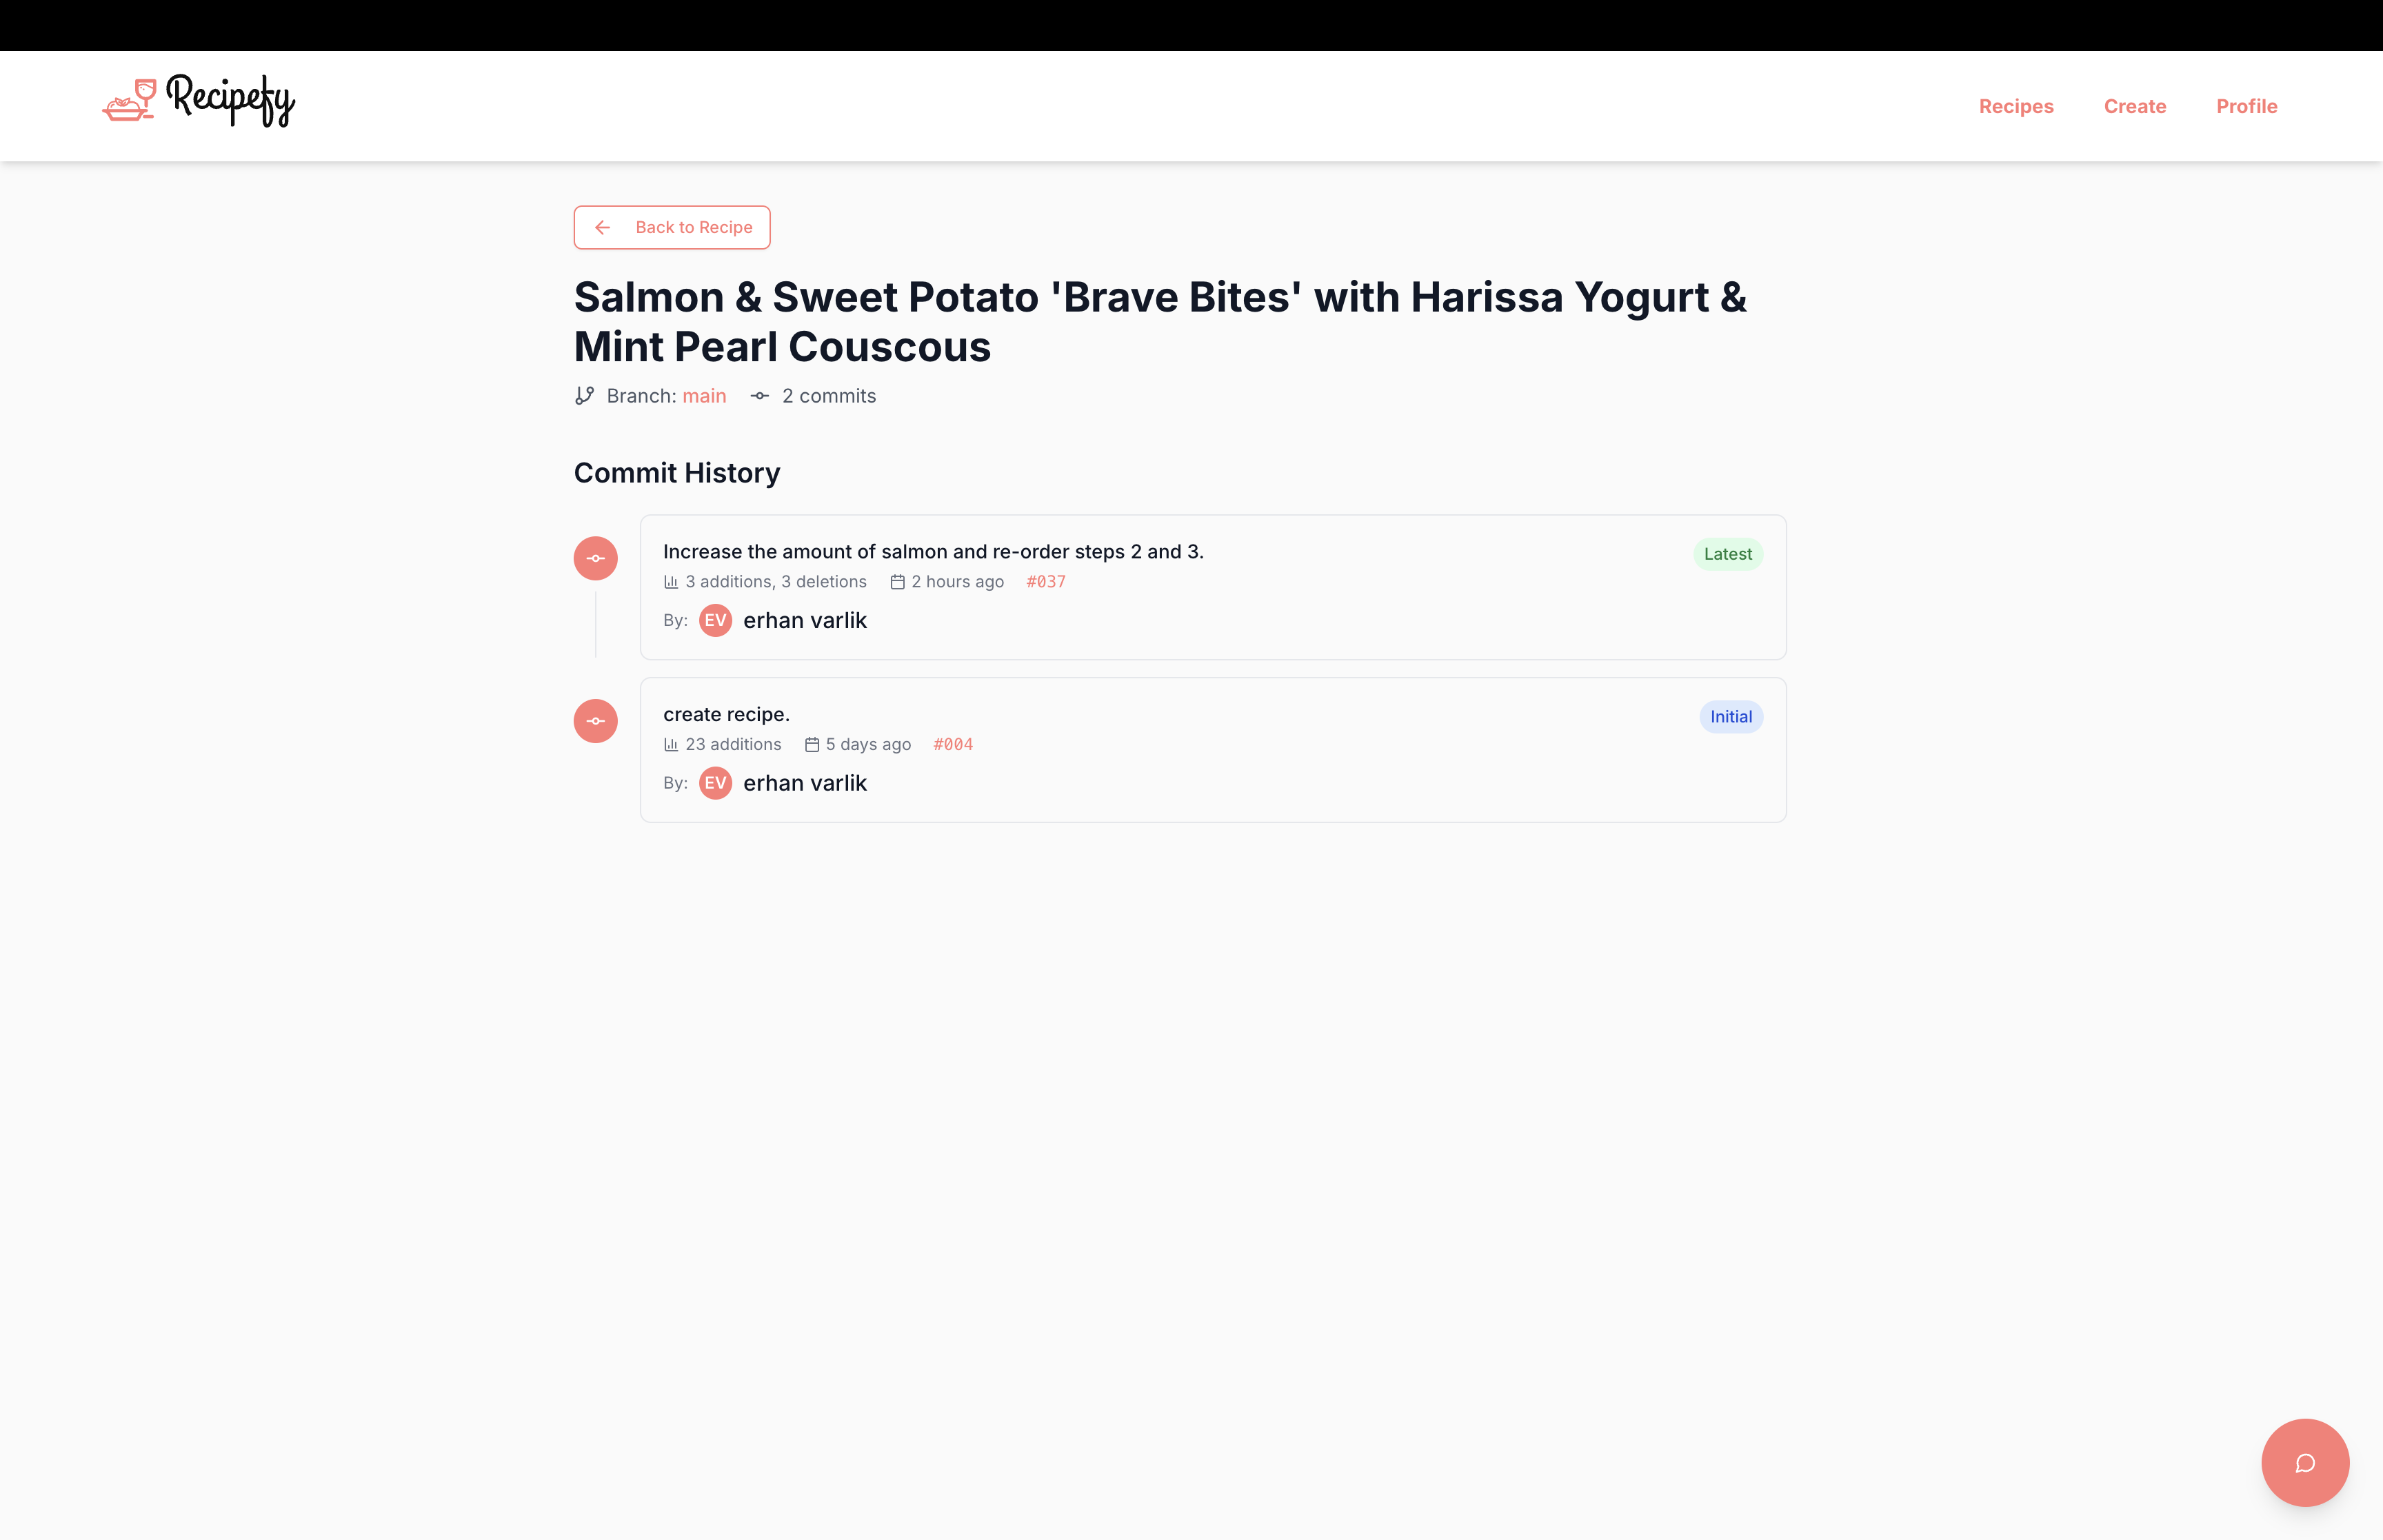 Recipefy
Recipes Create Profile
Back to Recipe
Salmon & Sweet Potato 'Brave Bites' with Harissa Yogurt &
Mint Pearl Couscous
Branch: main 2 commits
Commit History
Increase the amount of salmon and re-order steps 2 and 3.
Latest
3 additions, 3 deletions 2 hours ago #037
By: EV erhan varlik
create recipe.
Initial
23 additions 5 days ago #004
By: EV erhan varlik